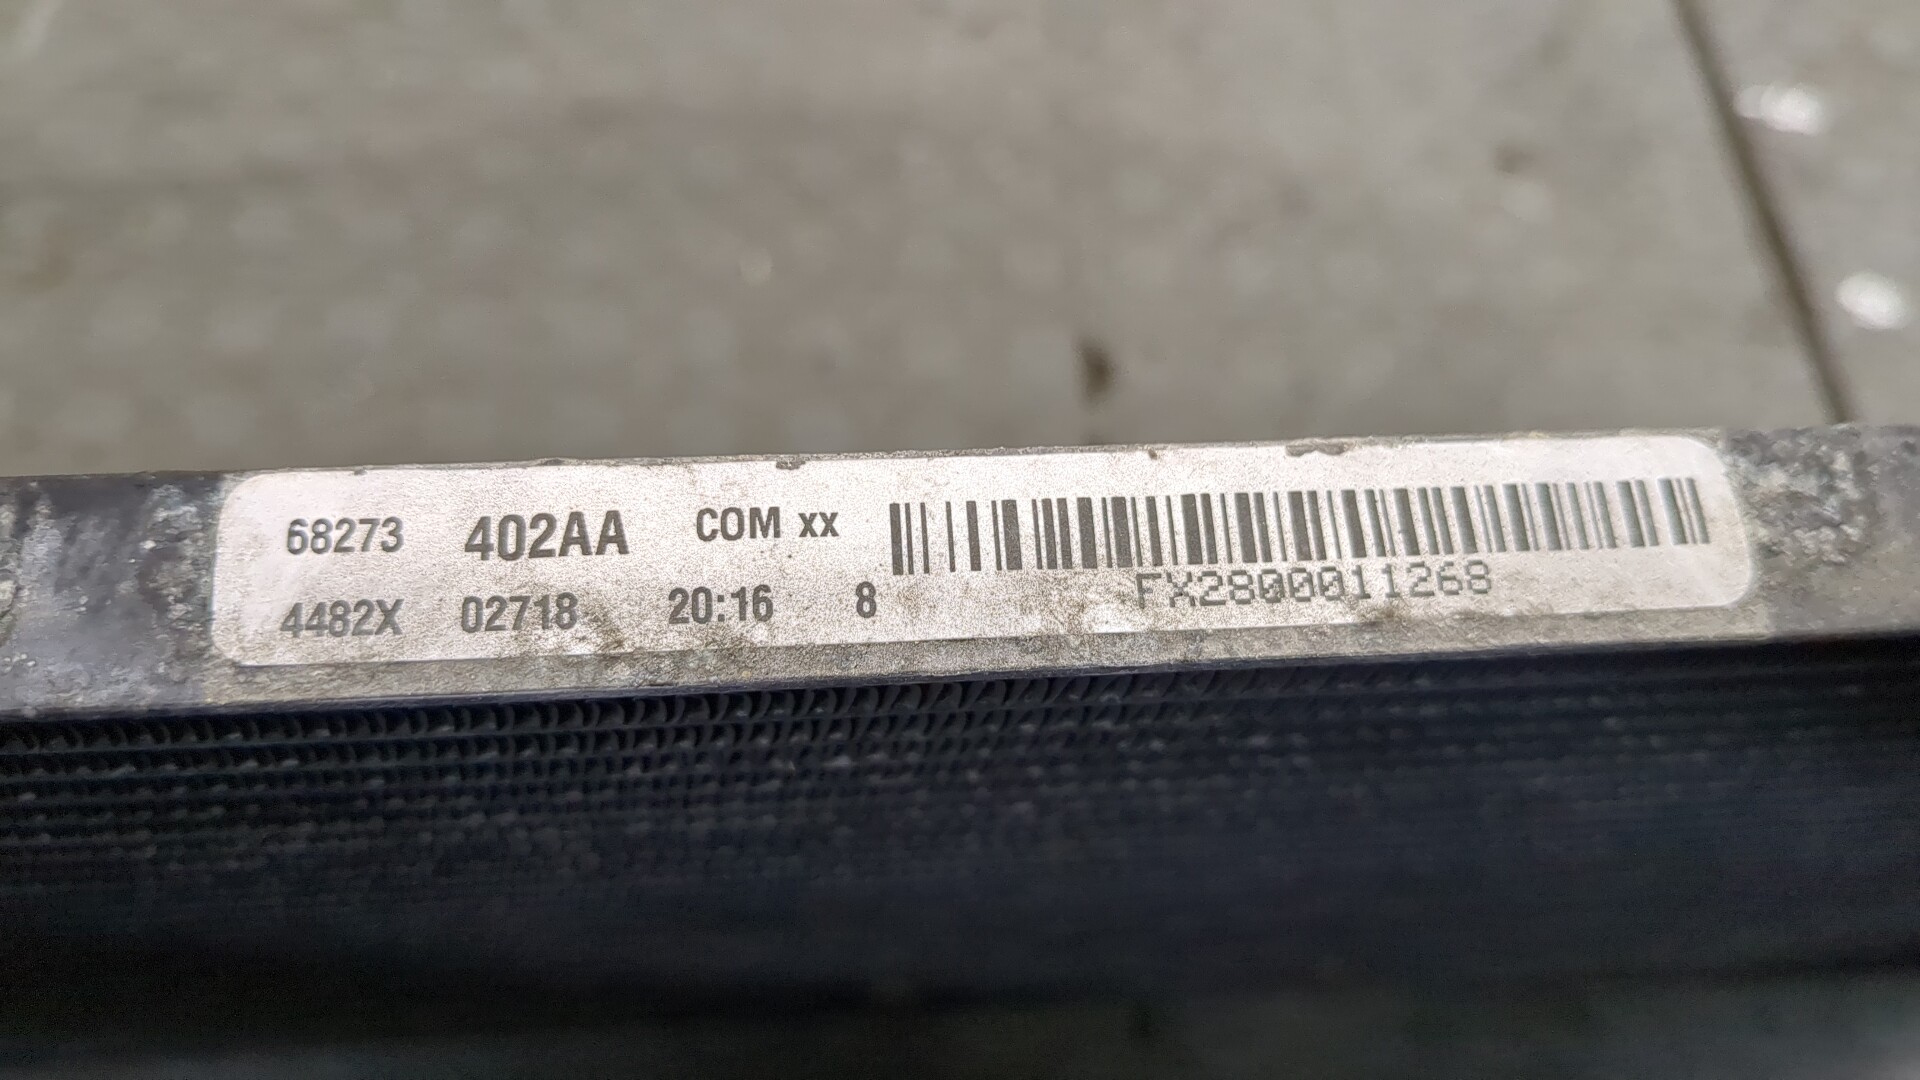 68273 402AA COM xx
4482X 02718 20:16 8
FX2800011268